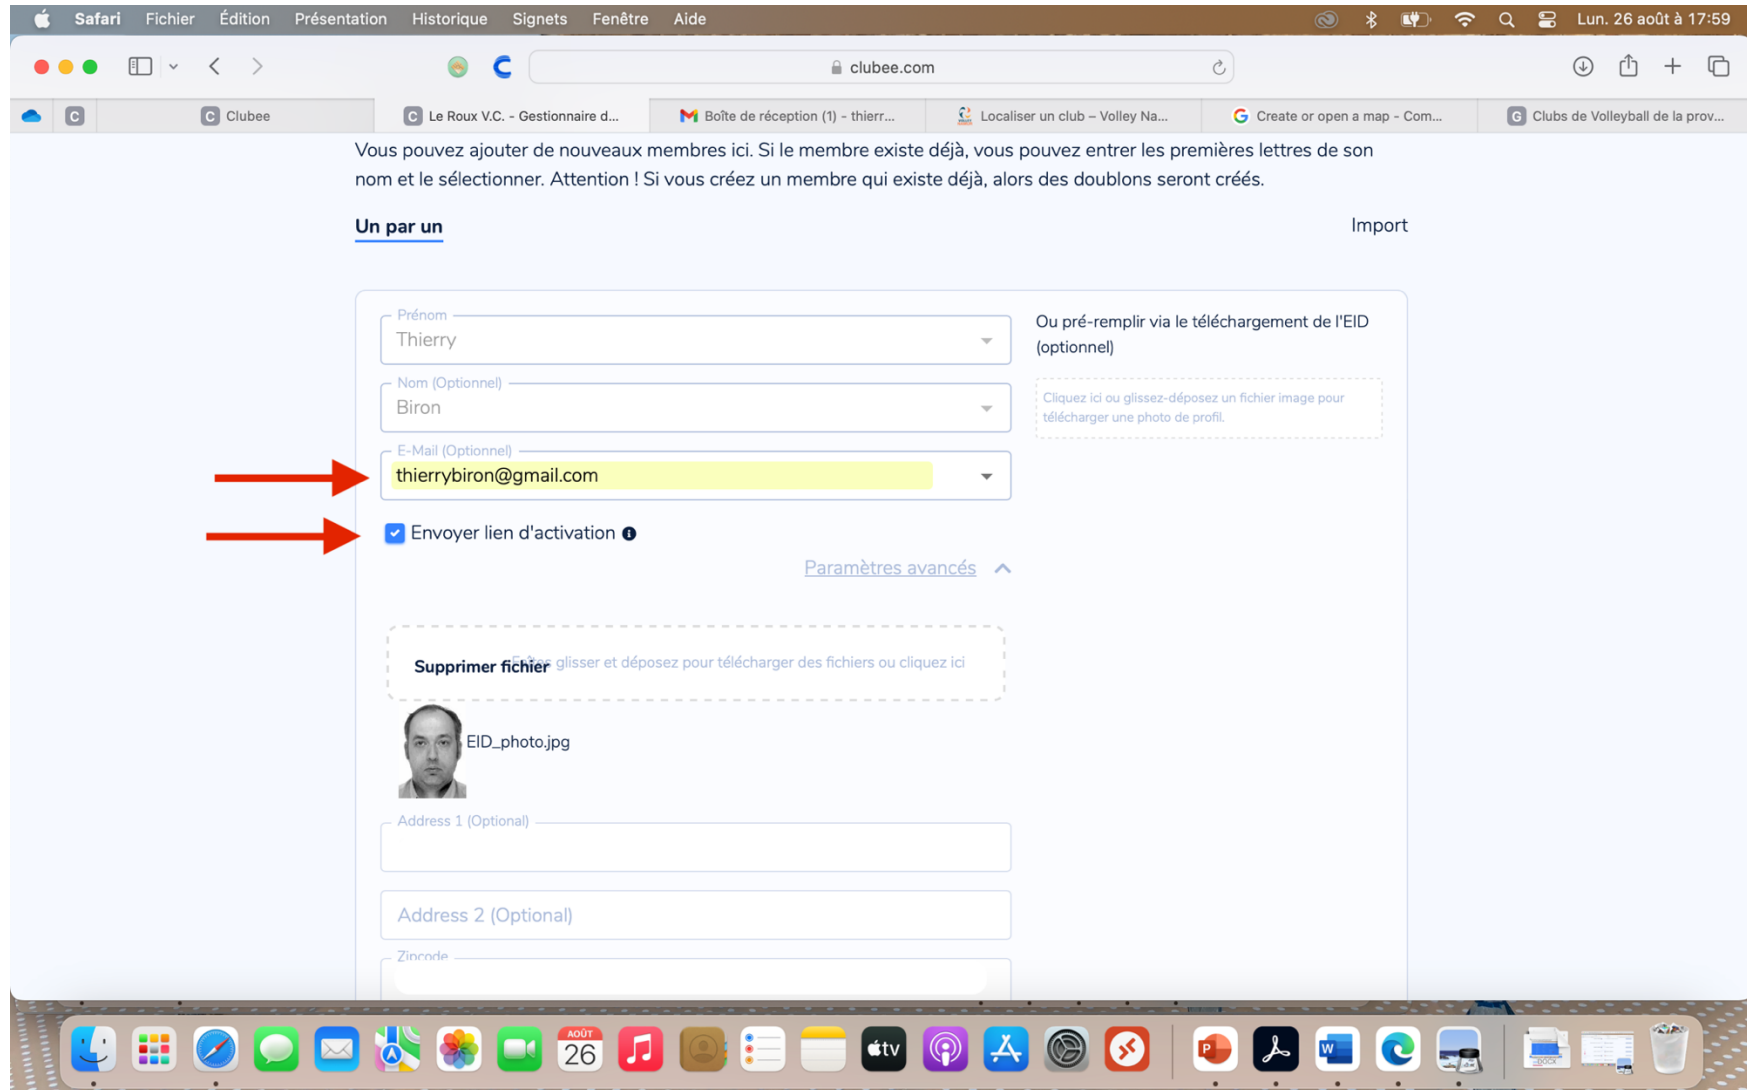 Safari Fichier Édition Présentation Historique Signets Fenêtre Aide Lun. 26 août à 17:59
clubee.com
C C Clubee C Le Roux V.C. - Gestionnaire d... Boîte de réception (1) - thierr... Localiser un club – Volley Na... Create or open a map - Com... G Clubs de Volleyball de la prov...
Vous pouvez ajouter de nouveaux membres ici. Si le membre existe déjà, vous pouvez entrer les premières lettres de son
nom et le sélectionner. Attention ! Si vous créez un membre qui existe déjà, alors des doublons seront créés.
Un par un Import
Prénom
Thierry
Ou pré-remplir via le téléchargement de l'EID
(optionnel)
Nom (Optionnel)
Biron
Cliquez ici ou glissez-déposez un fichier image pour
télécharger une photo de profil.
E-Mail (Optionnel)
thierrybiron@gmail.com
Envoyer lien d'activation
Paramètres avancés
Supprimer fichier glisser et déposez pour télécharger des fichiers ou cliquez ici
EID_photo.jpg
Address 1 (Optional)
Address 2 (Optional)
Zipcode
AOÛT
26
tv
P
W
DOCX